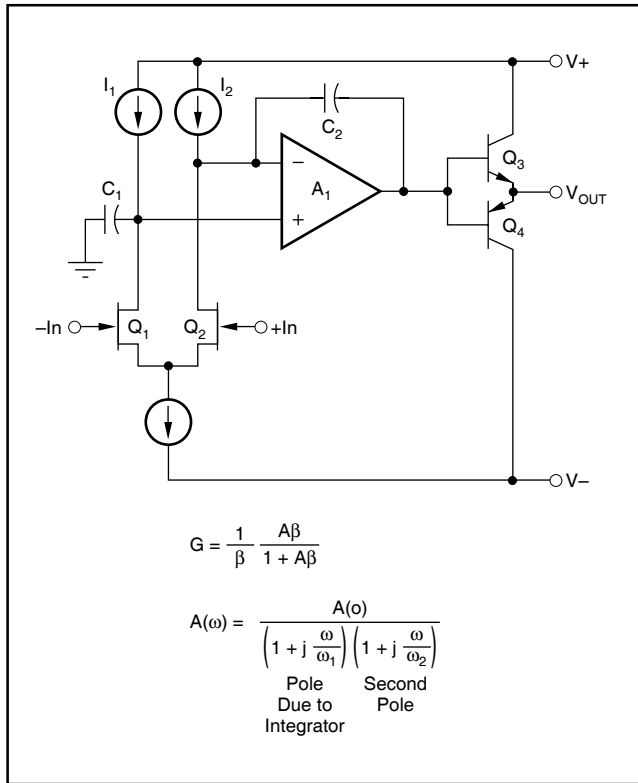 V+
I1
I2
C2
C1
−
A1
+
Q3
VOUT
Q4
–In
Q1
Q2
+In
V–
G = 1/β Aβ/(1 + Aβ)
A(ω) = A(o)/((1 + j ω/ω1)(1 + j ω/ω2))
Pole Second
Due to Pole
Integrator